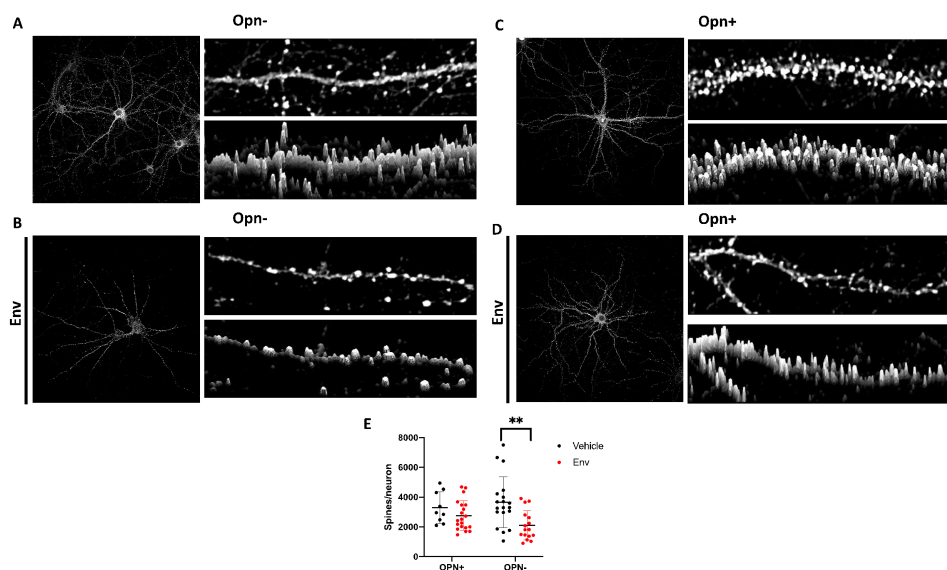 A
Opn-
C
Opn+
B
Opn-
D
Opn+
Env
Env
E
**
8000
6000
4000
2000
0
Spines/neuron
Vehicle
Env
OPN+
OPN-